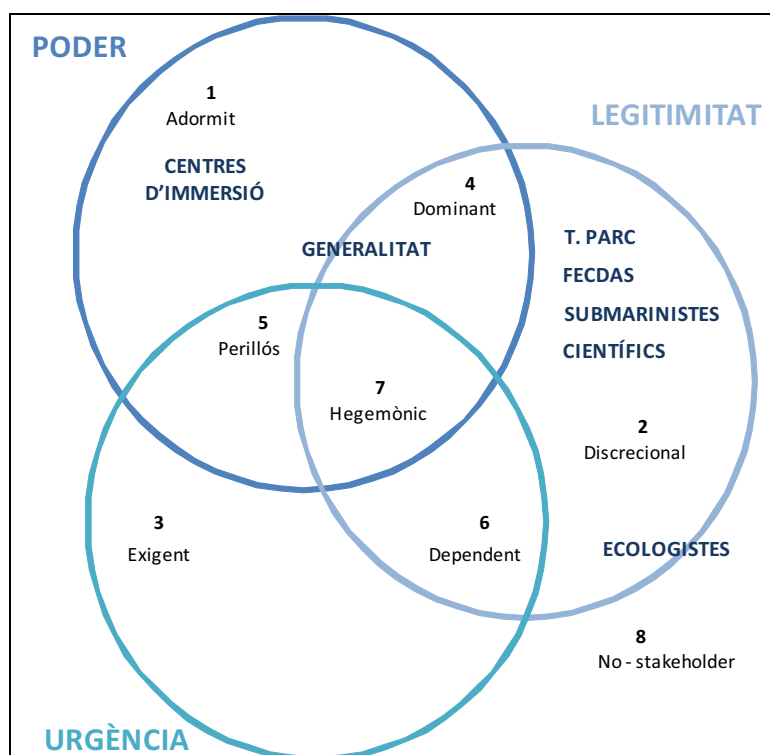 PODER
1
Adormit
LEGITIMITAT
CENTRES
D'IMMERSIÓ
4
Dominant
GENERALITAT
T. PARC
FECDAS
SUBMARINISTES
CIENTÍFICS
5
Perillós
7
Hegemònic
2
Discrecional
3
Exigent
6
Dependent
ECOLOGISTES
8
No - stakeholder
URGÈNCIA